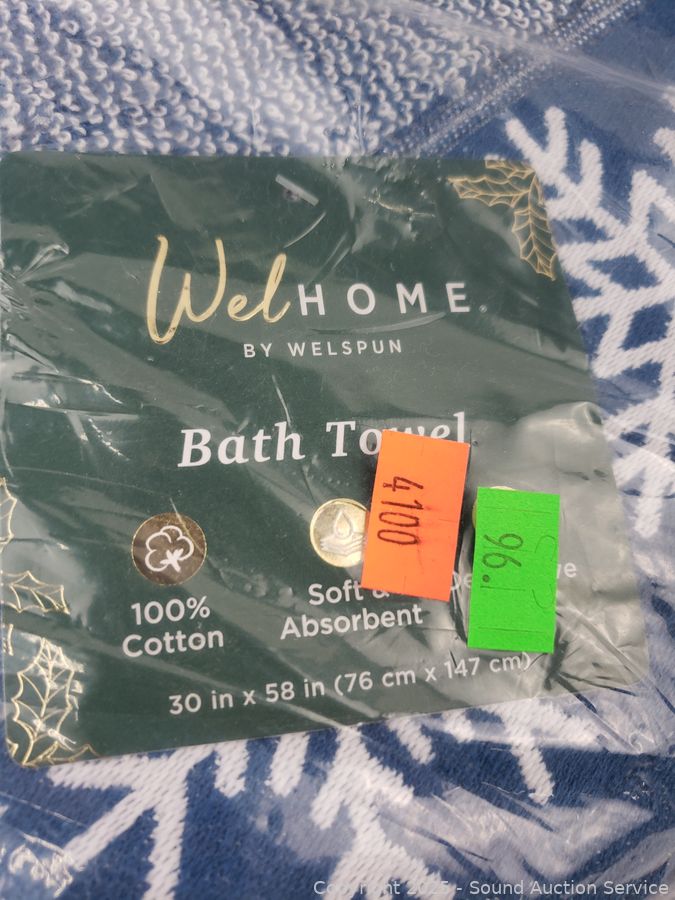 WelHOME®
BY WELSPUN
Bath Towel
4100
96.1
100%
Cotton
Soft &
Absorbent
30 in x 58 in (76 cm x 147 cm)
Copyright 2025 - Sound Auction Service